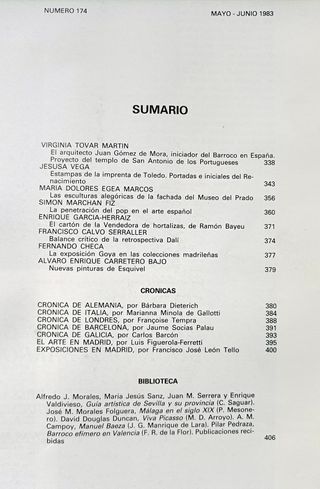 NUMERO 174
MAYO - JUNIO 1983
SUMARIO
VIRGINIA TOVAR MARTIN
El arquitecto Juan Gómez de Mora, iniciador del Barroco en España.
Proyecto del templo de San Antonio de los Portugueses 338
JESUSA VEGA
Estampas de la imprenta de Toledo. Portadas e iniciales del Re-
nacimiento 343
MARIA DOLORES EGEA MARCOS
Las esculturas alegóricas de la fachada del Museo del Prado 356
SIMON MARCHAN FIZ
La penetración del pop en el arte español 360
ENRIQUE GARCIA-HERRAIZ
El cartón de la Vendedora de hortalizas, de Ramón Bayeu 371
FRANCISCO CALVO SERRALLER
Balance crítico de la retrospectiva Dalí 374
FERNANDO CHECA
La exposición Goya en las colecciones madrileñas 377
ALVARO ENRIQUE CARRETERO BAJO
Nuevas pinturas de Esquivel 379
CRONICAS
CRONICA DE ALEMANIA, por Bárbara Dieterich 380
CRONICA DE ITALIA, por Marianna Minola de Gallotti 384
CRONICA DE LONDRES, por Françoise Tempra 388
CRONICA DE BARCELONA, por Jaume Socias Palau 391
CRONICA DE GALICIA, por Carlos Barcón 393
EL ARTE EN MADRID, por Luis Figuerola-Ferretti 395
EXPOSICIONES EN MADRID, por Francisco José León Tello 400
BIBLIOTECA
Alfredo J. Morales, Maria Jesús Sanz, Juan M. Serrera y Enrique
Valdivieso, Guía artística de Sevilla y su provincia (C. Saguar).
José M. Morales Folguera, Málaga en el siglo XIX (P. Mesone-
ro). David Douglas Duncan, Viva Picasso (M. D. Arroyo). A. M.
Campoy, Manuel Baeza (J. G. Manrique de Lara). Pilar Pedraza,
Barroco efímero en Valencia (F. R. de la Flor). Publicaciones reci-
bidas 406